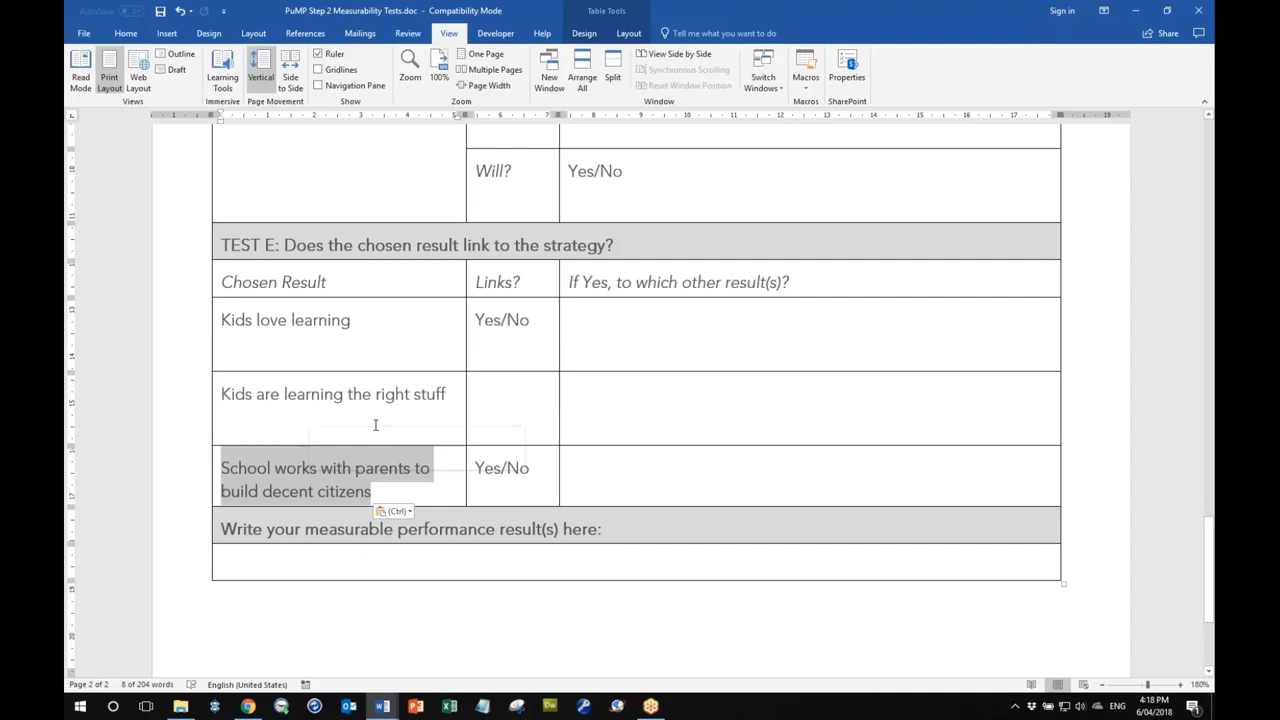 AutoSave
PuMP Step 2 Measurability Tests.doc - Compatibility Mode
Table Tools
Sign in
File
Home
Insert
Design
Layout
References
Mailings
Review
View
Developer
Help
Design
Layout
Tell me what you want to do
Share
Read Mode
Print Layout
Web Layout
Outline
Draft
Views
Learning Tools
Immersive
Vertical
Side to Side
Page Movement
Ruler
Gridlines
Navigation Pane
Show
Zoom
100%
One Page
Multiple Pages
Page Width
Zoom
New Window
Arrange All
Split
View Side by Side
Synchronous Scrolling
Reset Window Position
Window
Switch Windows
Macros
Macros
Properties
SharePoint
Will?
Yes/No
TEST E: Does the chosen result link to the strategy?
Chosen Result
Links?
If Yes, to which other result(s)?
Kids love learning
Yes/No
Kids are learning the right stuff
School works with parents to
build decent citizens
Yes/No
(Ctrl)
Write your measurable performance result(s) here:
Page 2 of 2
8 of 204 words
English (United States)
180%
ENG
4:18 PM
6/04/2018